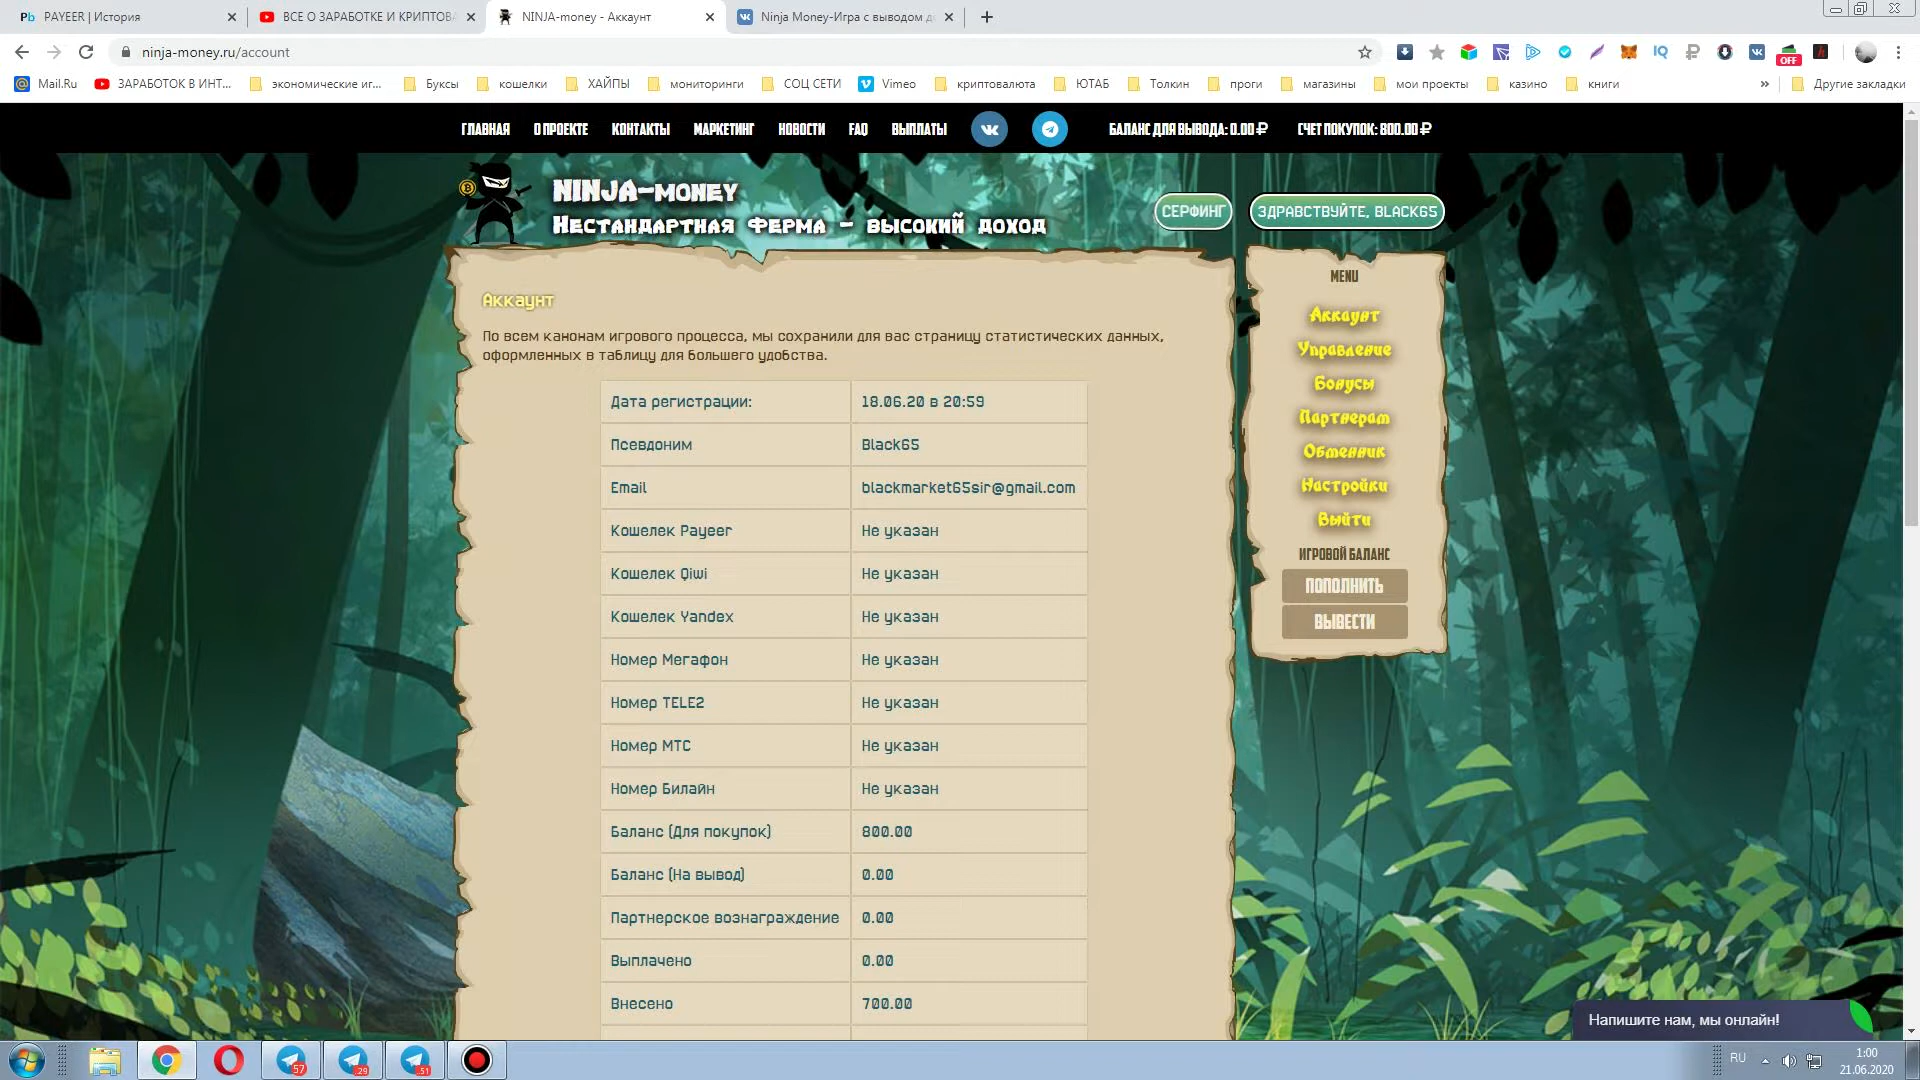 PAYEER | История
ВСЕ О ЗАРАБОТКЕ И КРИПТОВА
NINJA-money - Аккаунт
Ninja Money-Игра с выводом д
ninja-money.ru/account
OFF
Mail.Ru
ЗАРАБОТОК В ИНТ...
экономические иг...
Буксы
кошелки
ХАЙПЫ
мониторинги
СОЦ СЕТИ
Vimeo
криптовалюта
ЮТАБ
Толкин
проги
магазины
мои проекты
казино
книги
»
Другие закладки
ГЛАВНАЯ О ПРОЕКТЕ КОНТАКТЫ МАРКЕТИНГ НОВОСТИ FAQ ВЫПЛАТЫ
БАЛАНС ДЛЯ ВЫВОДА: 0.00 ₽ СЧЕТ ПОКУПОК: 800.00 ₽
NINJA-MONEY
НЕСТАНДАРТНАЯ ФЕРМА - ВЫСОКИЙ ДОХОД
СЕРФИНГ
ЗДРАВСТВУЙТЕ, BLACK65
Аккаунт
По всем канонам игрового процесса, мы сохранили для вас страницу статистических данных,
оформленных в таблицу для большего удобства.
Дата регистрации: 18.06.20 в 20:59
Псевдоним Black65
Email blackmarket65sir@gmail.com
Кошелек Payeer Не указан
Кошелек Qiwi Не указан
Кошелек Yandex Не указан
Номер Мегафон Не указан
Номер TELE2 Не указан
Номер МТС Не указан
Номер Билайн Не указан
Баланс (Для покупок) 800.00
Баланс (На вывод) 0.00
Партнерское вознаграждение 0.00
Выплачено 0.00
Внесено 700.00
MENU
Аккаунт
Управление
Бонусы
Партнерам
Обменник
Настройки
Выйти
ИГРОВОЙ БАЛАНС
ПОПОЛНИТЬ
ВЫВЕСТИ
Напишите нам, мы онлайн!
57
29
51
RU
1:00
21.06.2020